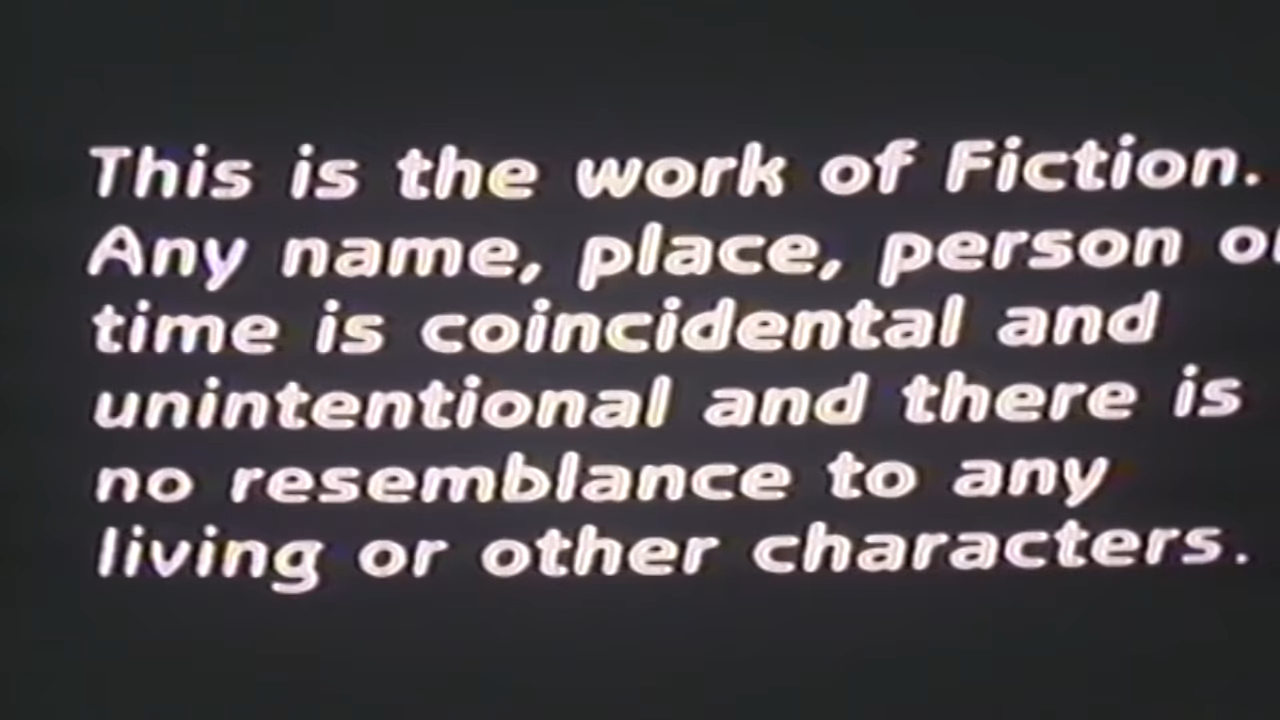 This is the work of Fiction.
Any name, place, person or
time is coincidental and
unintentional and there is
no resemblance to any
living or other characters.